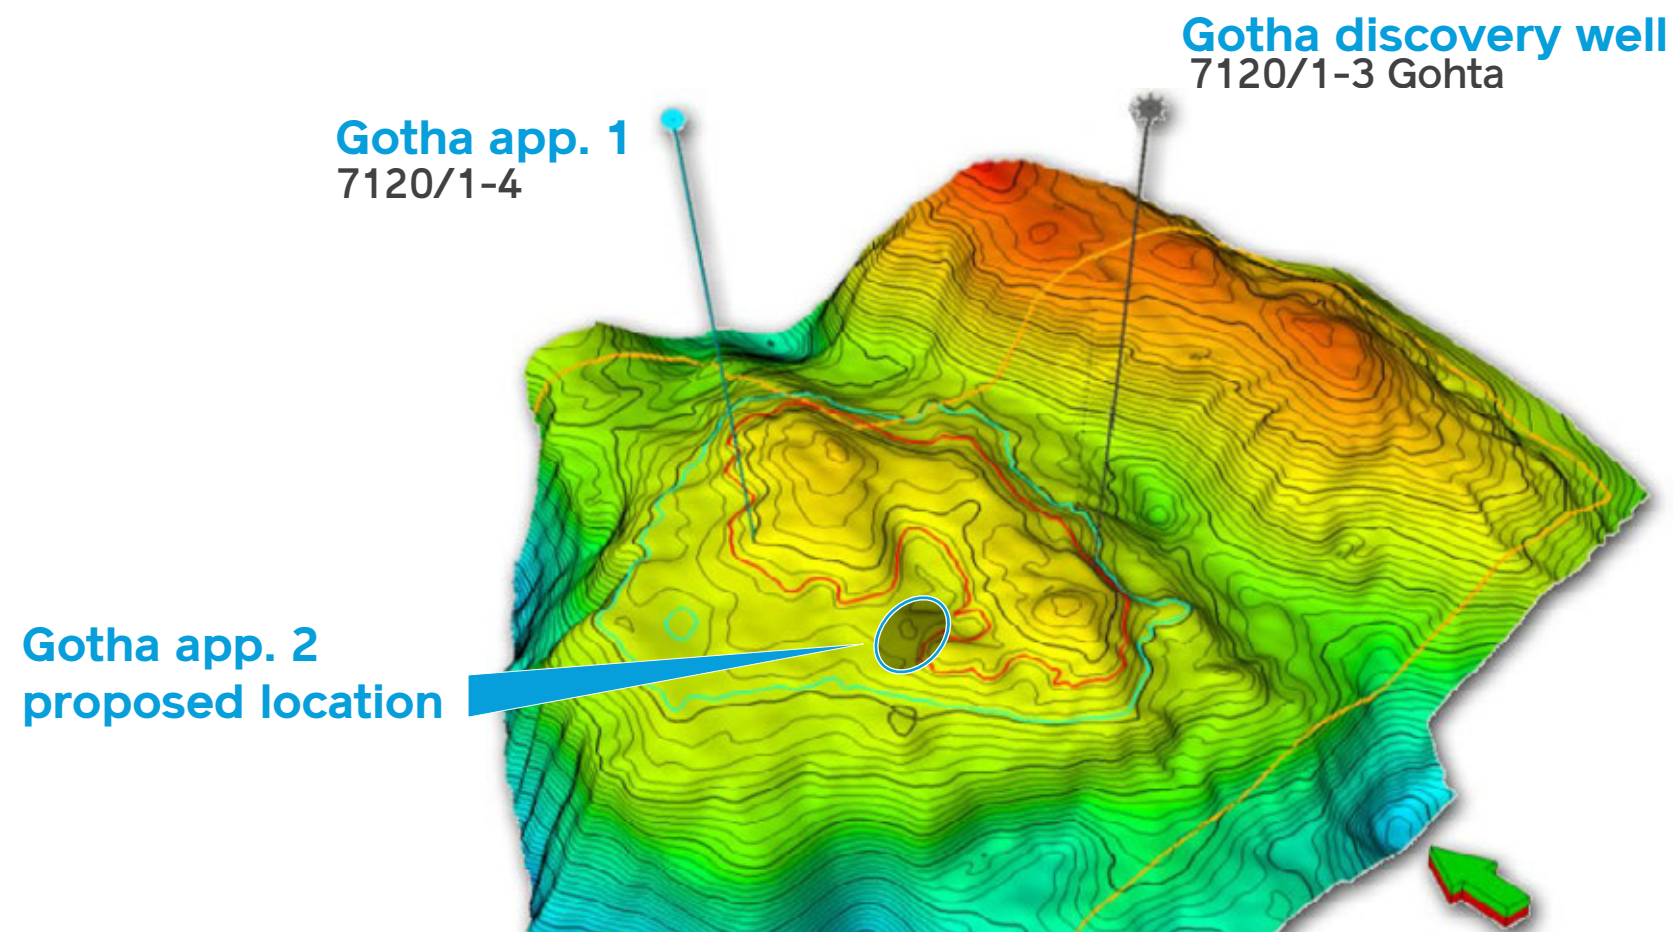 Gotha discovery well
7120/1-3 Gohta
Gotha app. 1
7120/1-4
Gotha app. 2
proposed location